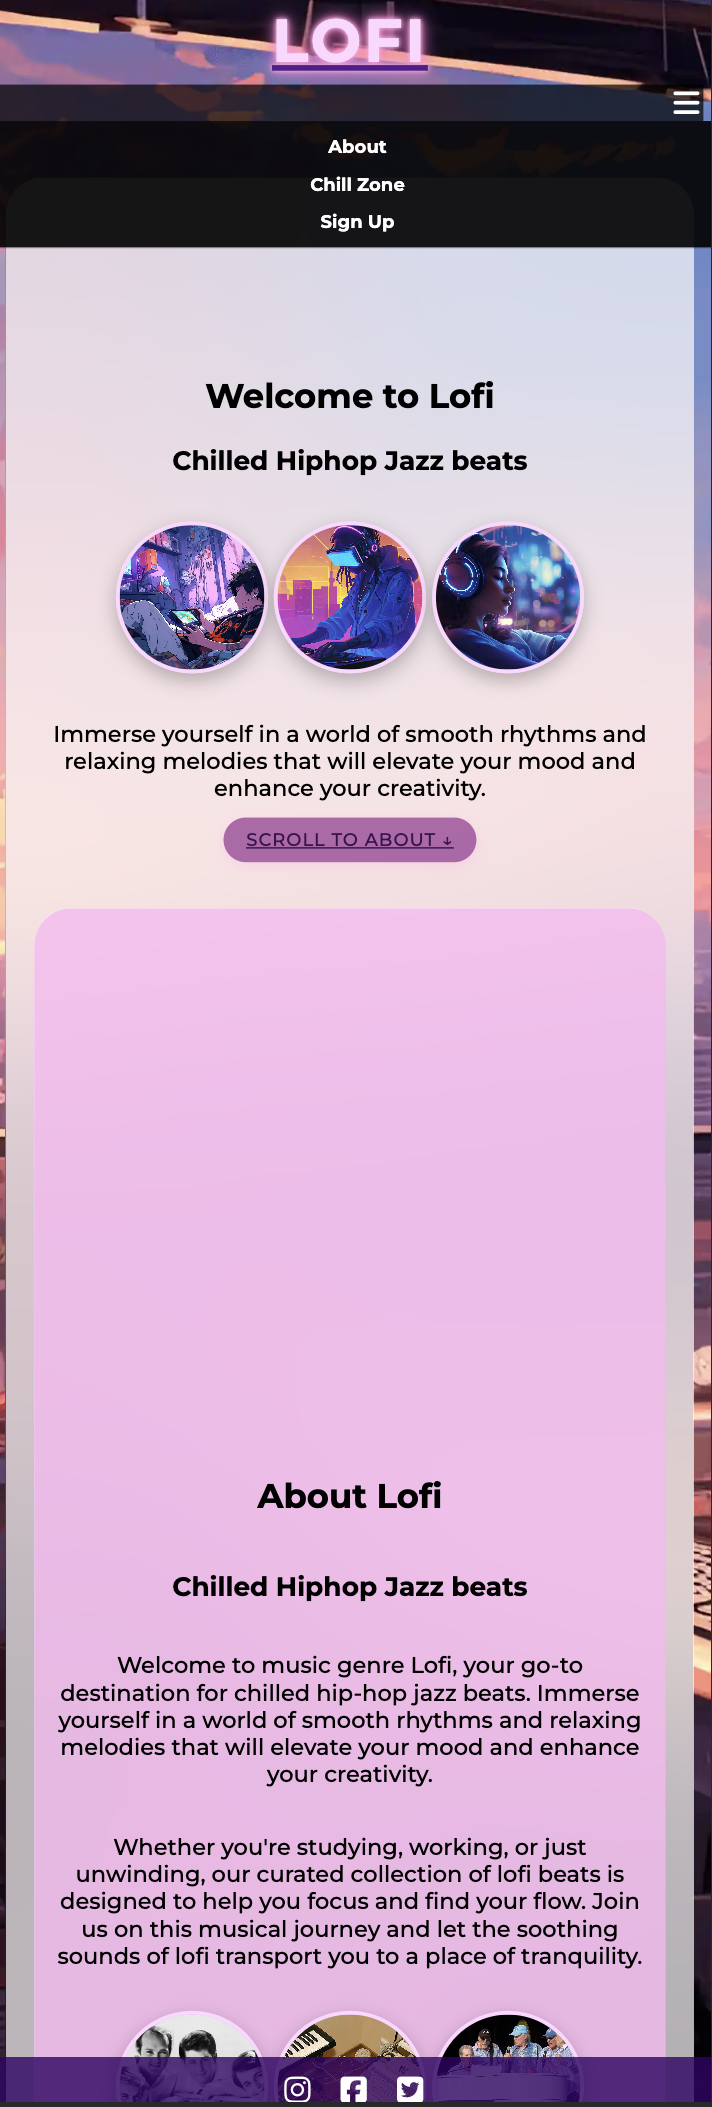 LOFI
About
Chill Zone
Sign Up
Welcome to Lofi
Chilled Hiphop Jazz beats
Immerse yourself in a world of smooth rhythms and
relaxing melodies that will elevate your mood and
enhance your creativity.
SCROLL TO ABOUT ↓
About Lofi
Chilled Hiphop Jazz beats
Welcome to music genre Lofi, your go-to
destination for chilled hip-hop jazz beats. Immerse
yourself in a world of smooth rhythms and relaxing
melodies that will elevate your mood and enhance
your creativity.
Whether you're studying, working, or just
unwinding, our curated collection of lofi beats is
designed to help you focus and find your flow. Join
us on this musical journey and let the soothing
sounds of lofi transport you to a place of tranquility.